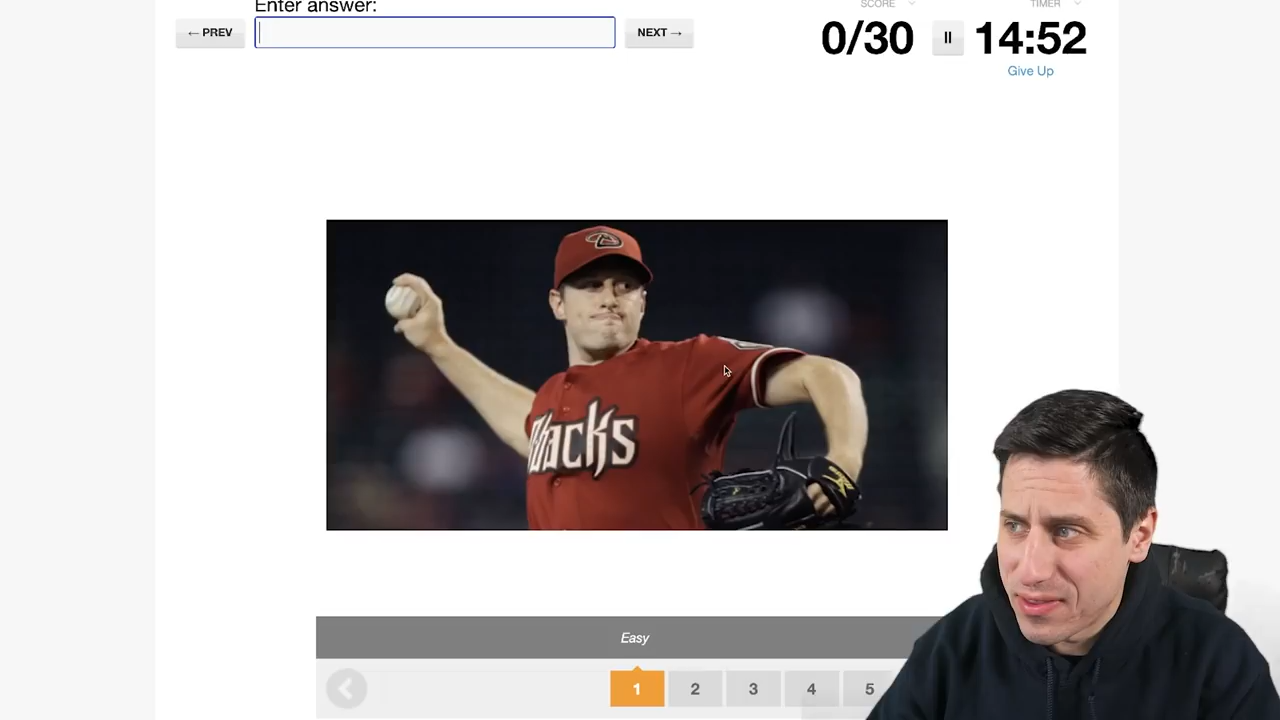 Enter answer:
← PREV
NEXT →
SCORE
0/30
TIMER
14:52
Give Up
Dbacks
Easy
1 2 3 4 5